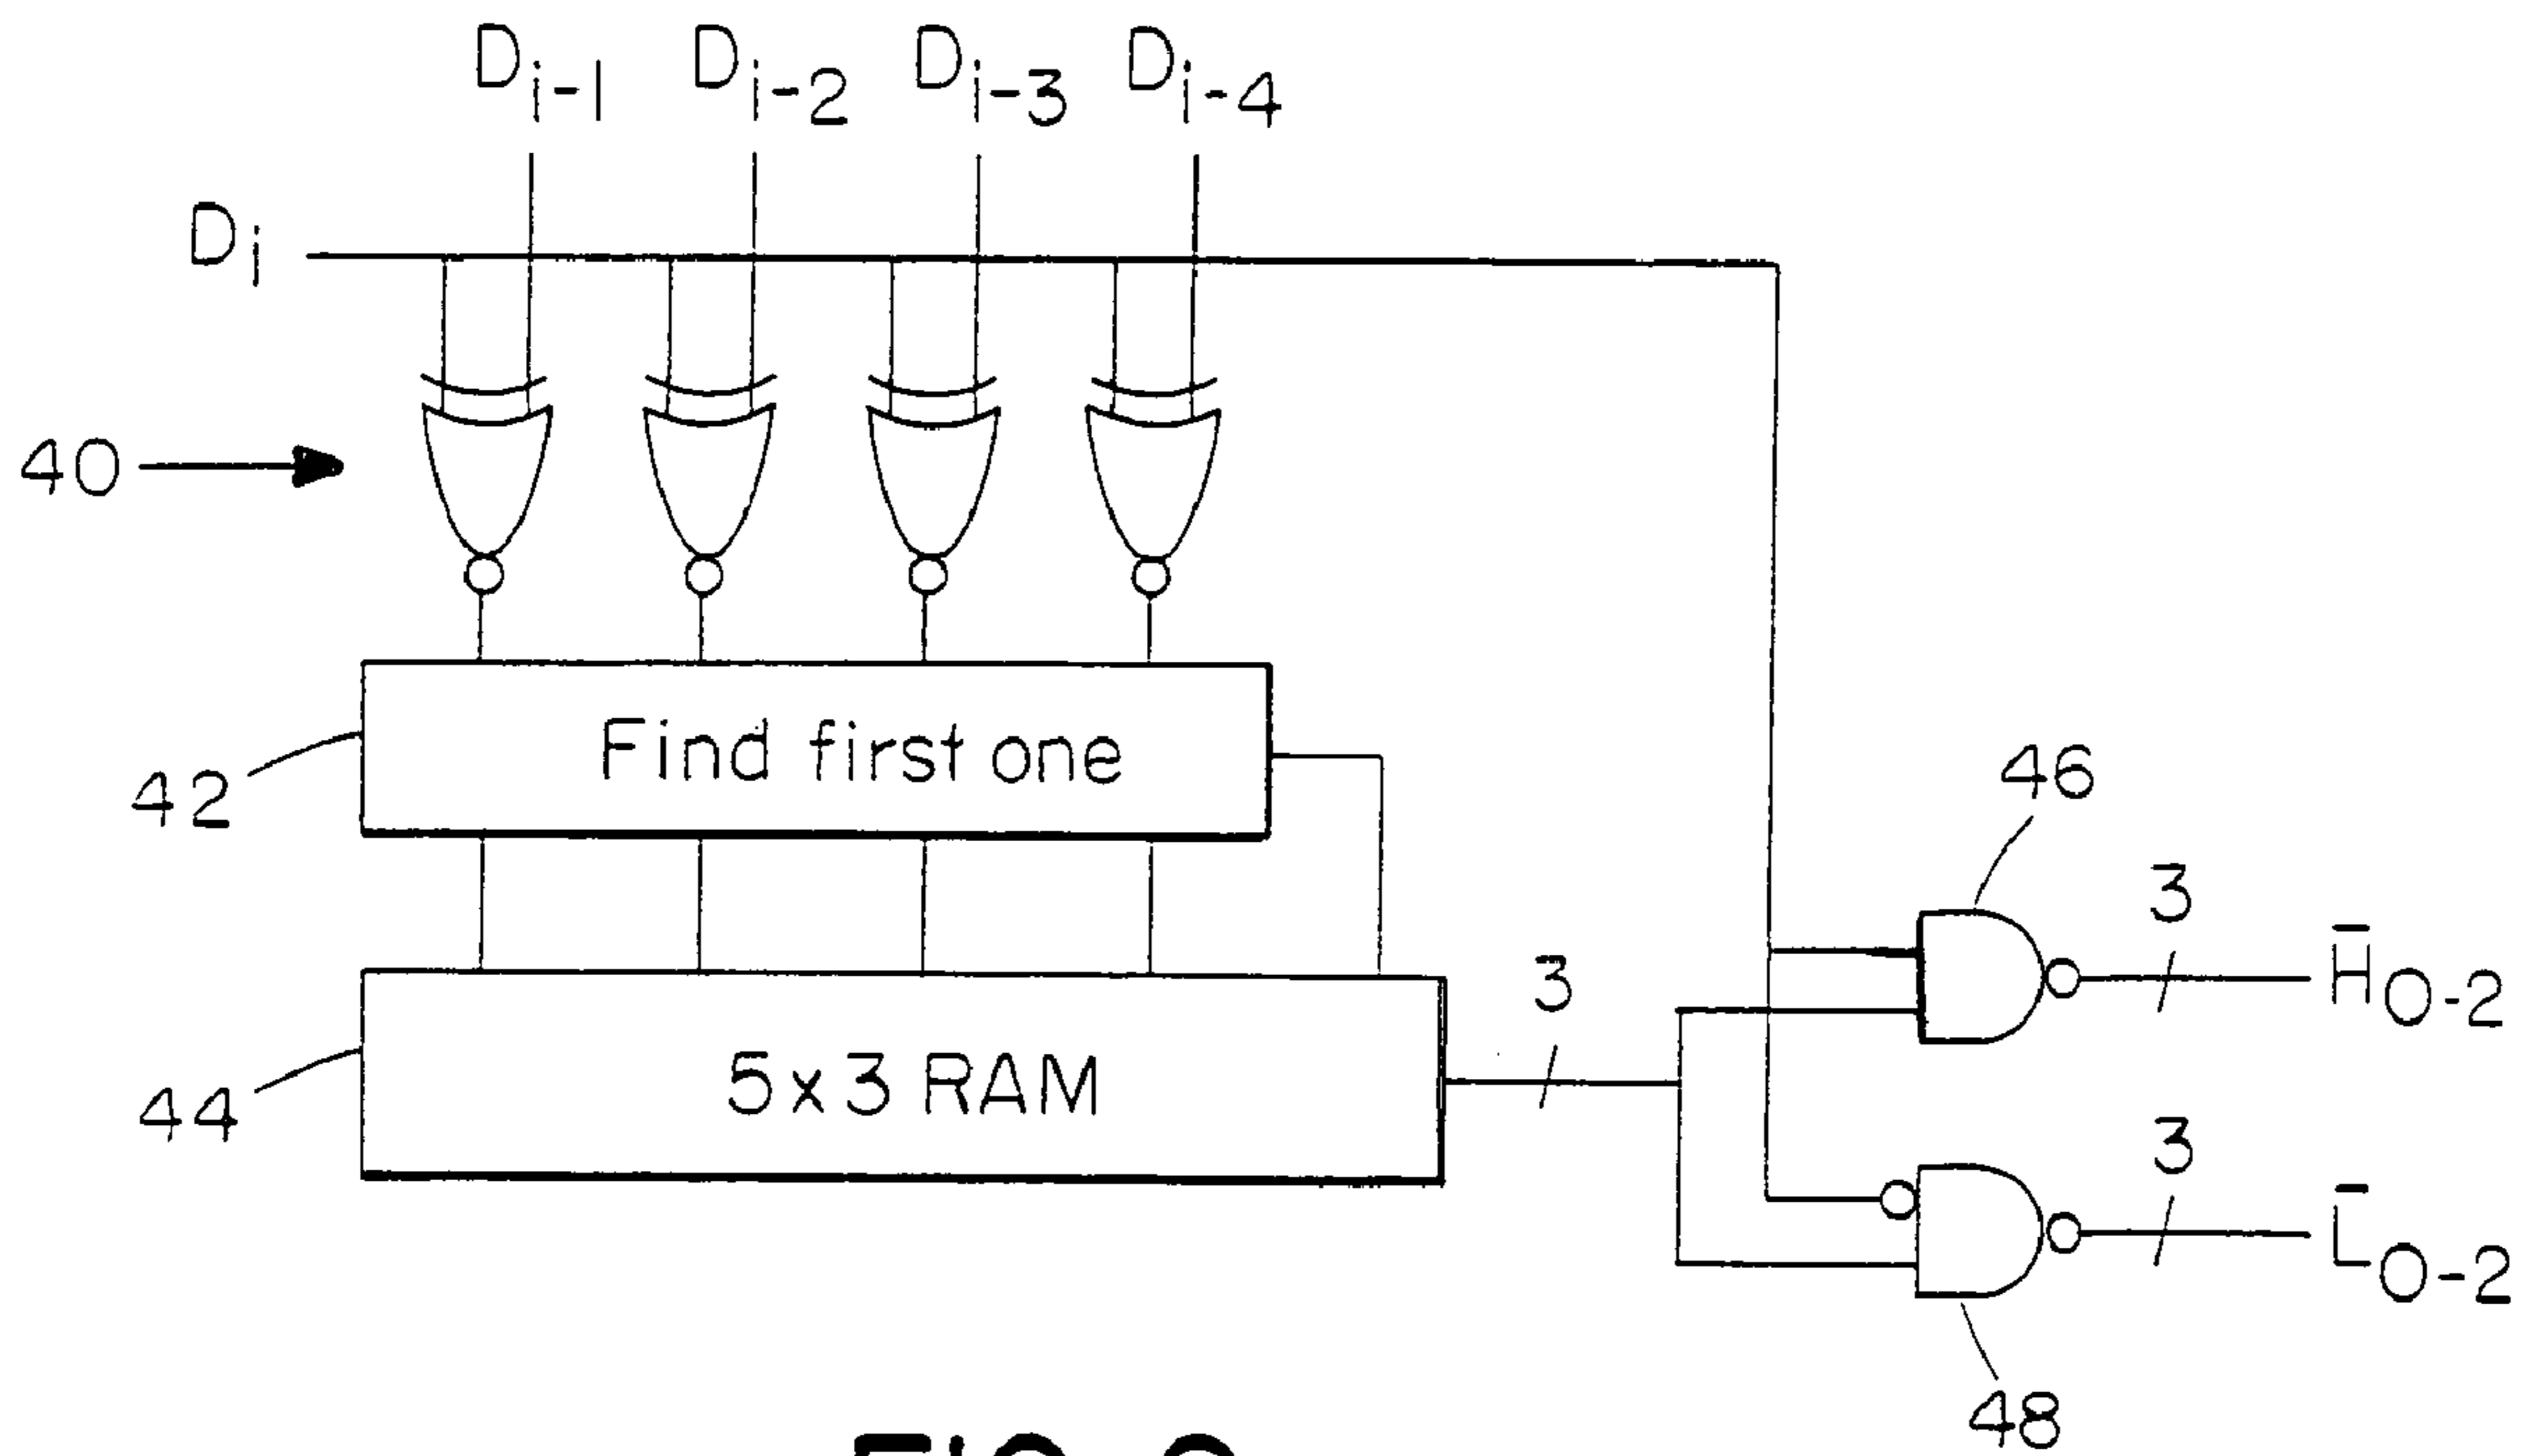 Di-1 Di-2 Di-3 Di-4
Di
40
Find first one
42
46
3
H̄0-2
3
5x3 RAM
44
3
L̄0-2
48